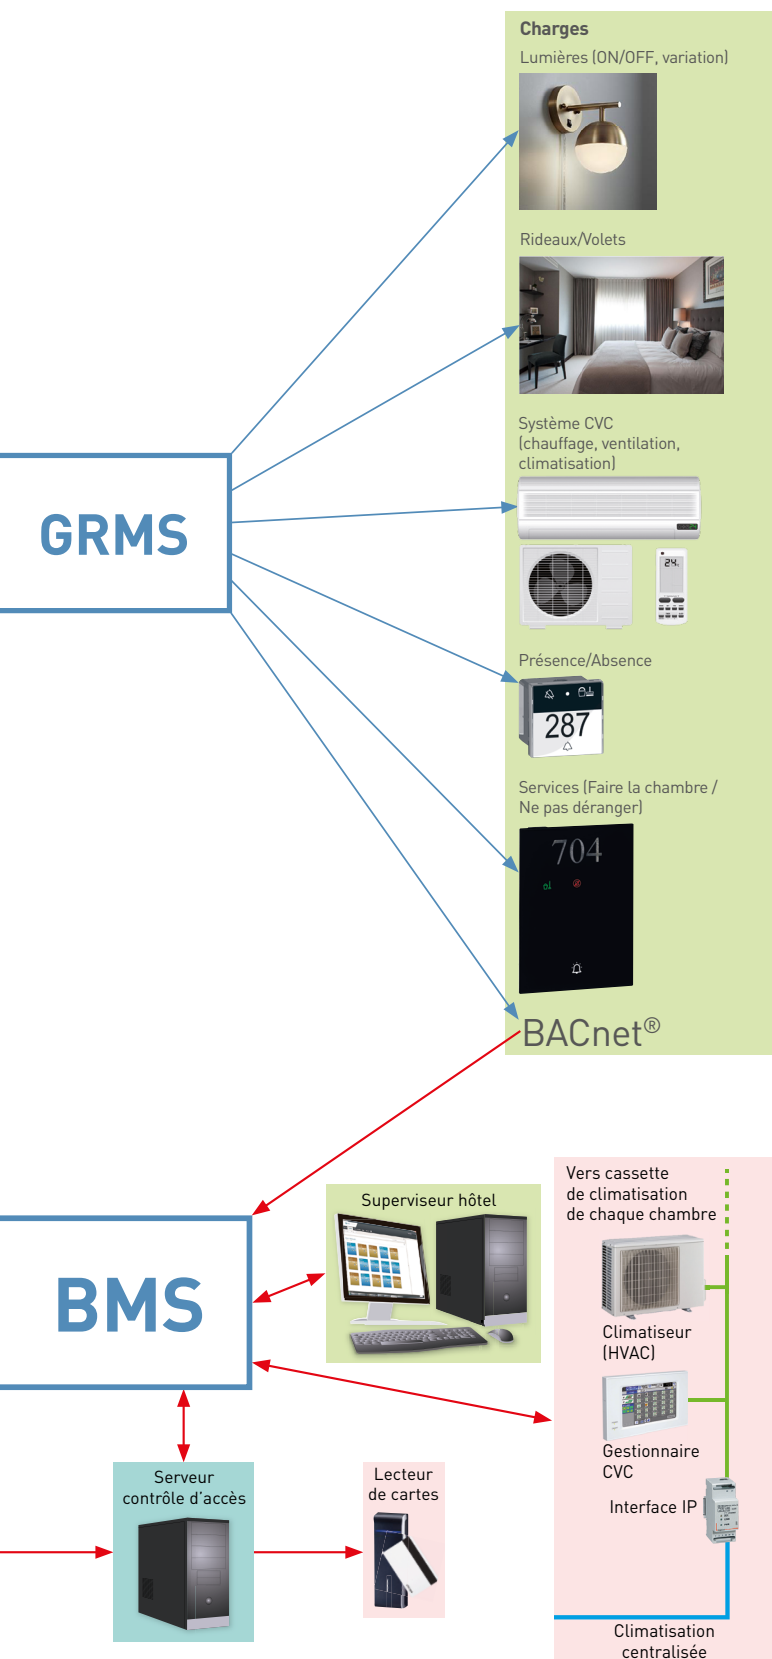 Charges
Lumières (ON/OFF, variation)
Rideaux/Volets
Système CVC
(chauffage, ventilation,
climatisation)
GRMS
24
Présence/Absence
287
Services (Faire la chambre /
Ne pas déranger)
704
BACnet®
BMS
Superviseur hôtel
Vers cassette
de climatisation
de chaque chambre
Climatiseur
(HVAC)
Gestionnaire
CVC
Interface IP
Climatisation
centralisée
Serveur
contrôle d'accès
Lecteur
de cartes